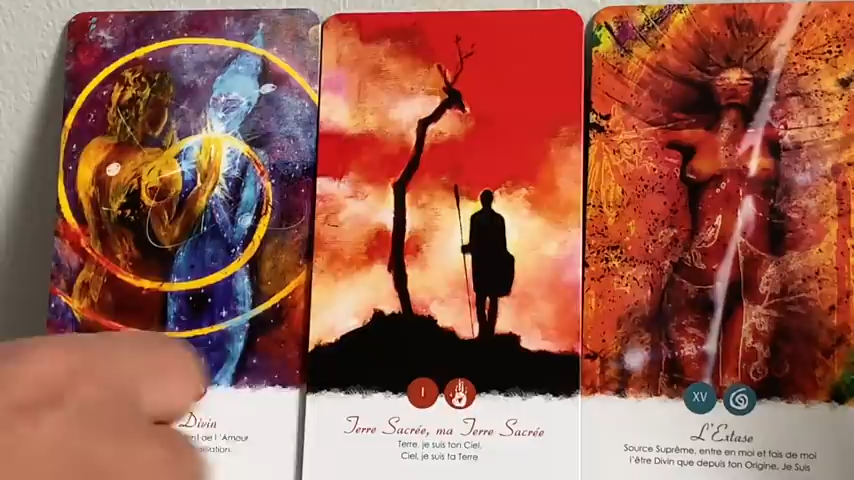 Divin
de l'Amour
I
Terre Sacrée, ma Terre Sacrée
Terre, je suis ton Ciel,
Ciel, je suis ta Terre
XV
L'Extase
Source Suprême, entre en moi et fais de moi
l'être Divin que depuis ton Origine, Je Suis